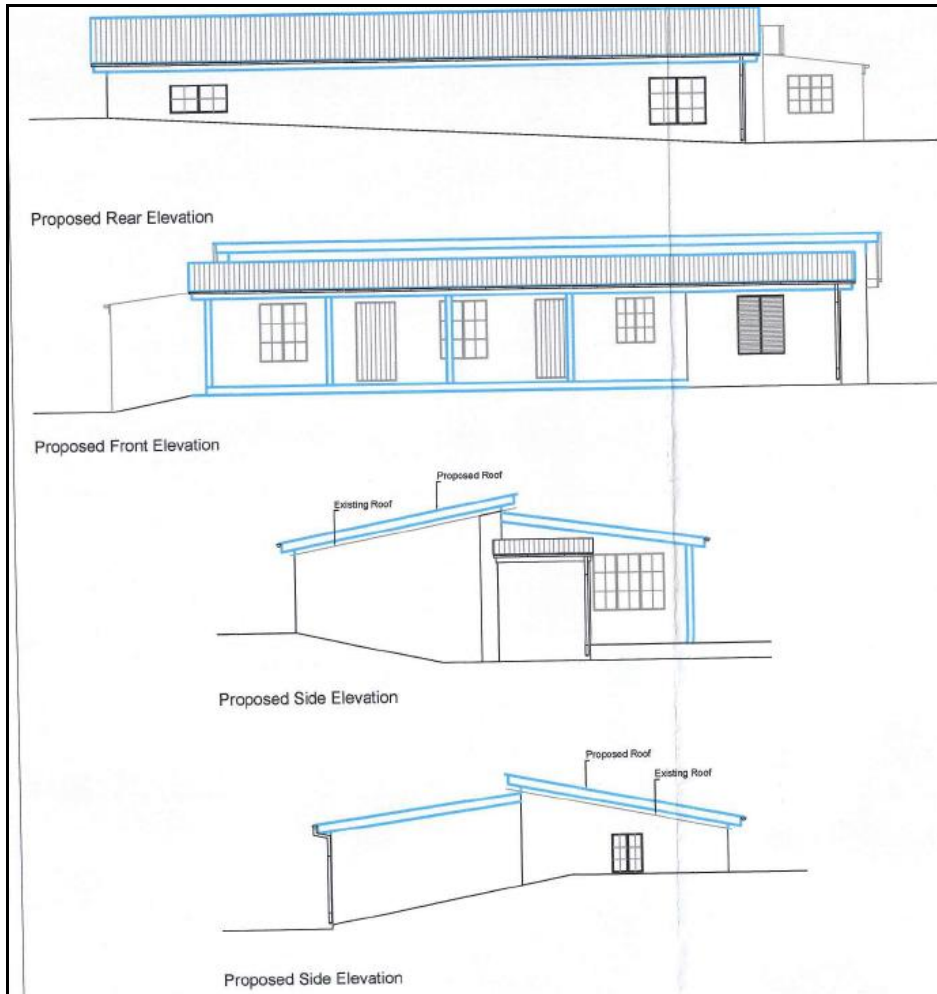 Proposed Rear Elevation
Proposed Front Elevation
Proposed Roof
Existing Roof
Proposed Side Elevation
Proposed Roof
Existing Roof
Proposed Side Elevation